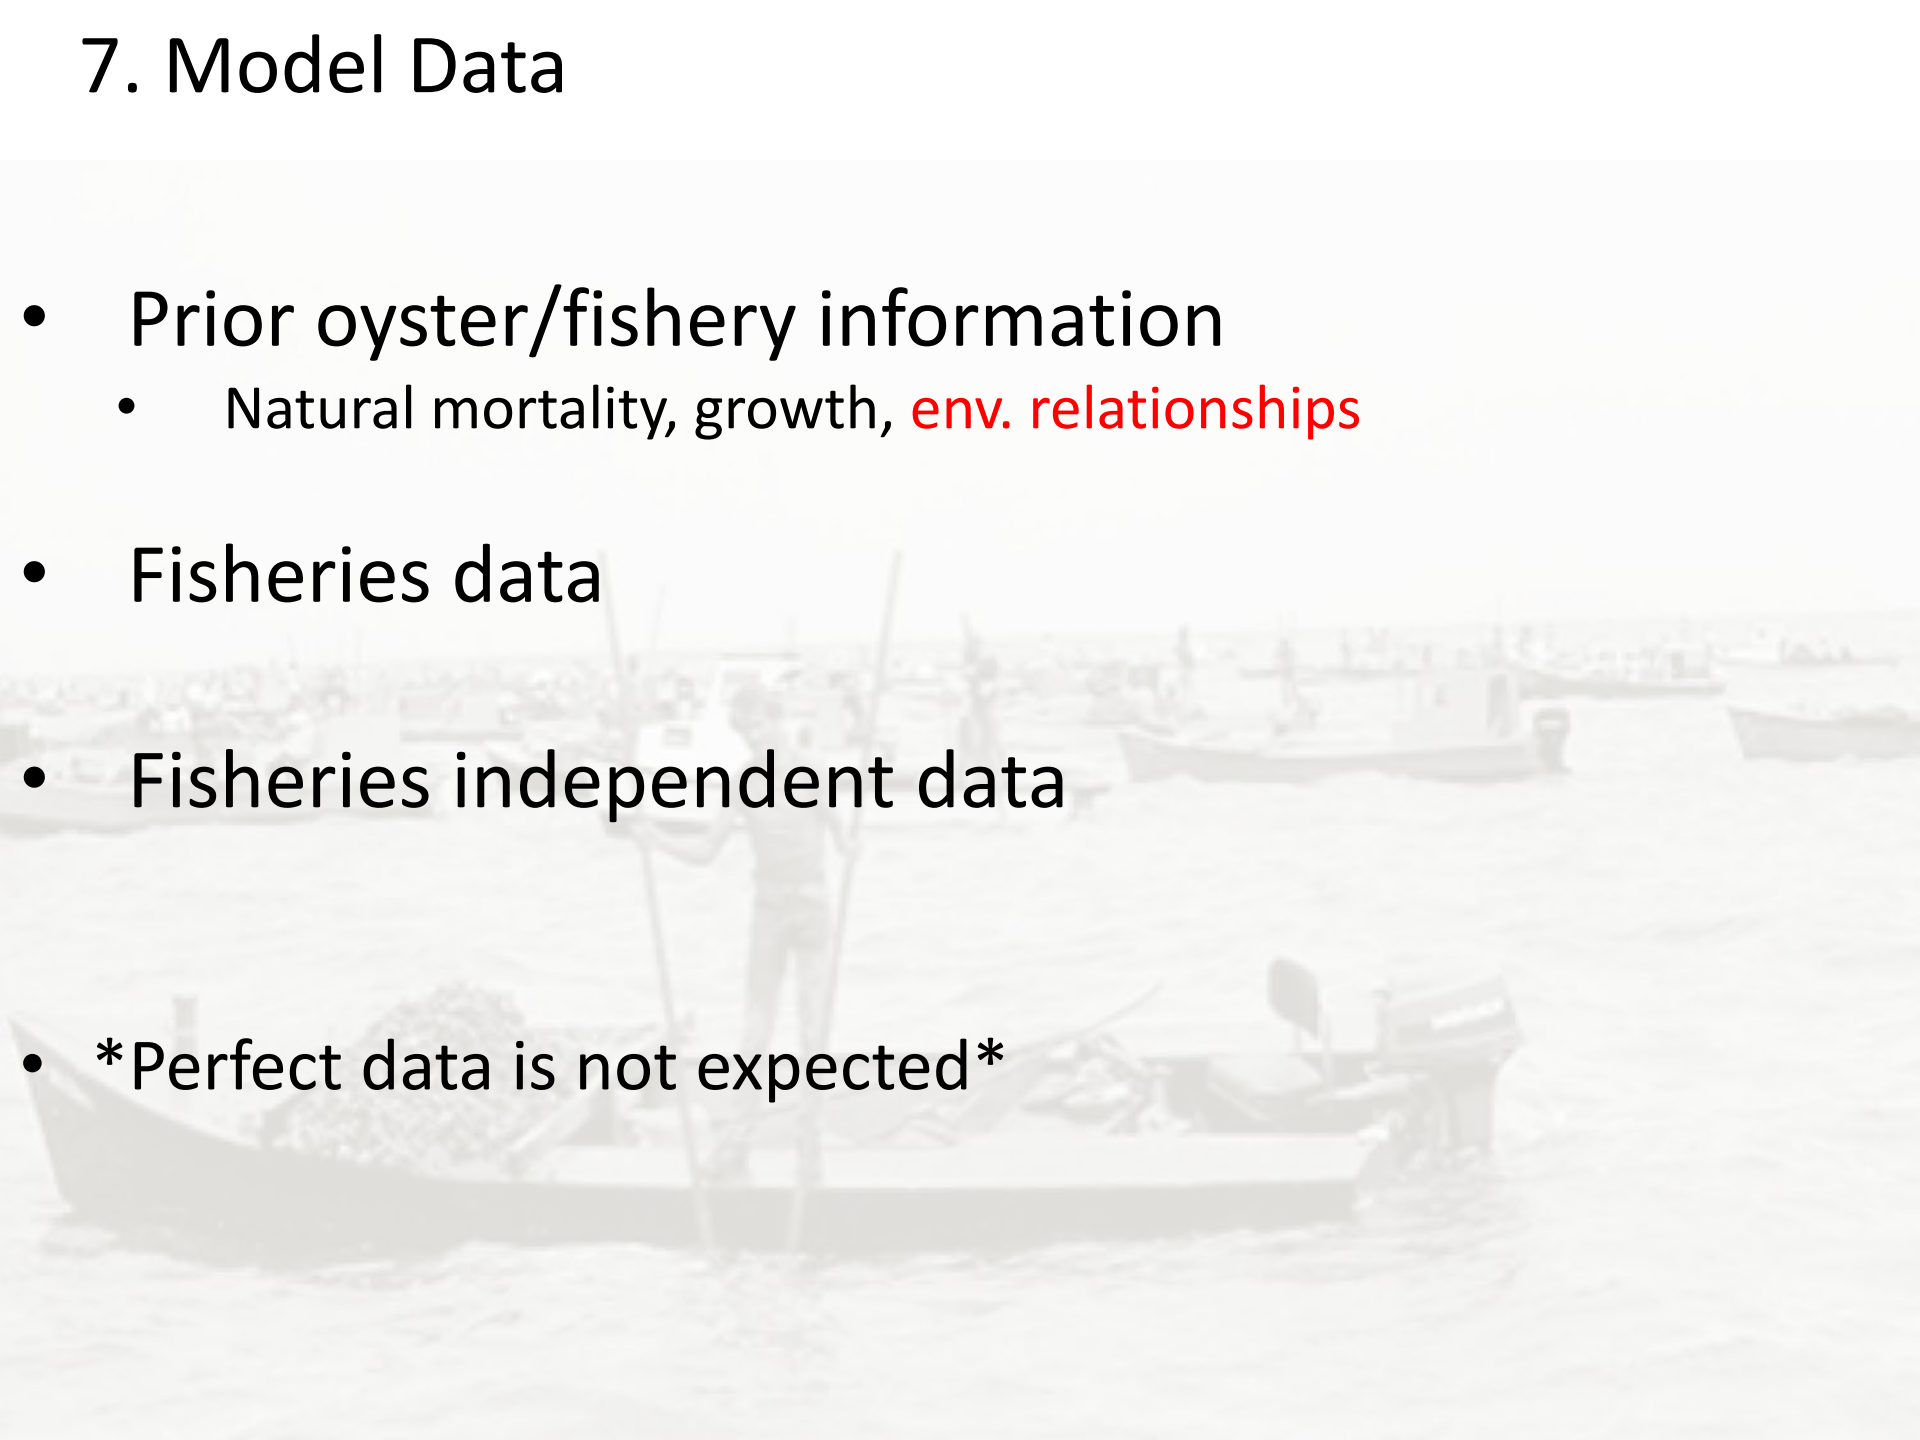 7. Model Data
• Prior oyster/fishery information
• Natural mortality, growth, env. relationships
• Fisheries data
• Fisheries independent data
• *Perfect data is not expected*